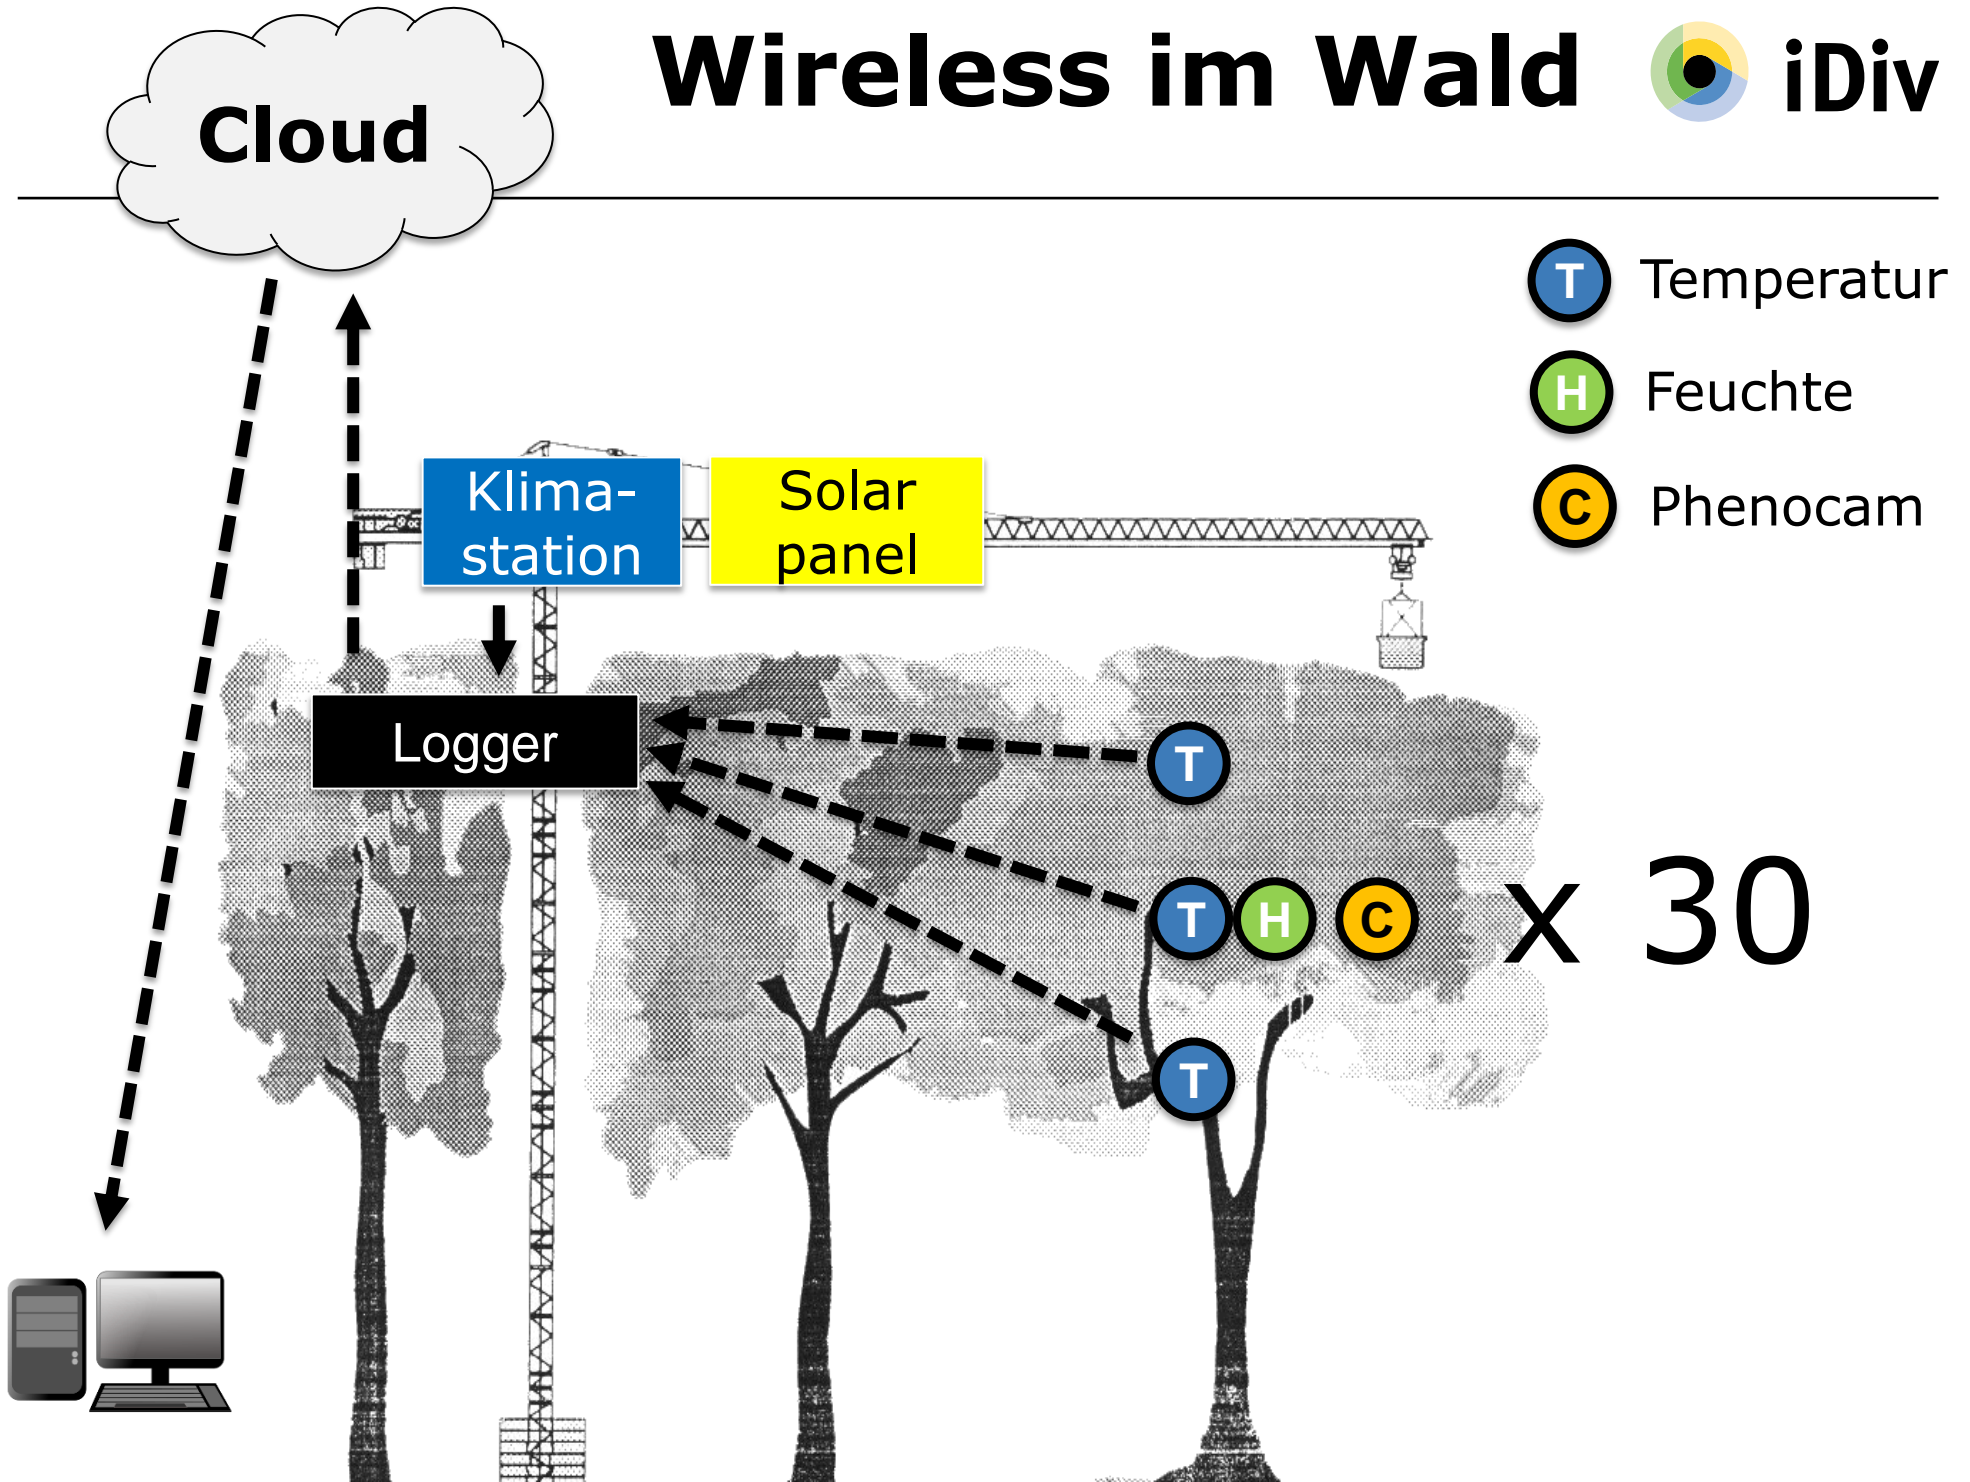 Wireless im Wald
iDiv
Cloud
T Temperatur
H Feuchte
C Phenocam
Klima-
station
Solar
panel
Logger
T
T H C x 30
T